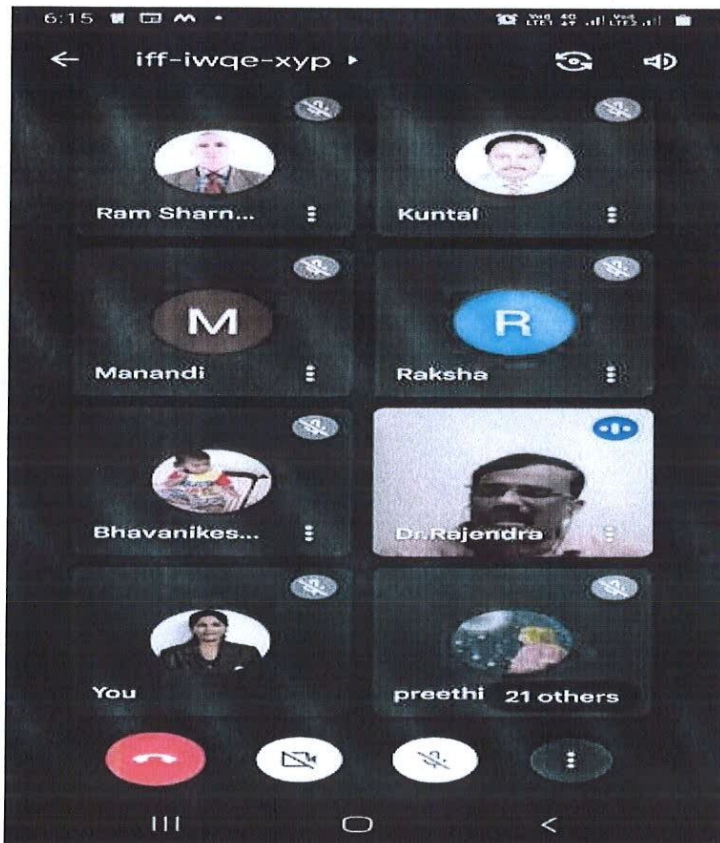 6:15
iff-iwqe-xyp
Ram Sharn...
Kuntal
M
Manandi
R
Raksha
Bhavanikes...
Dr.Rajendra
You
preethi
21 others